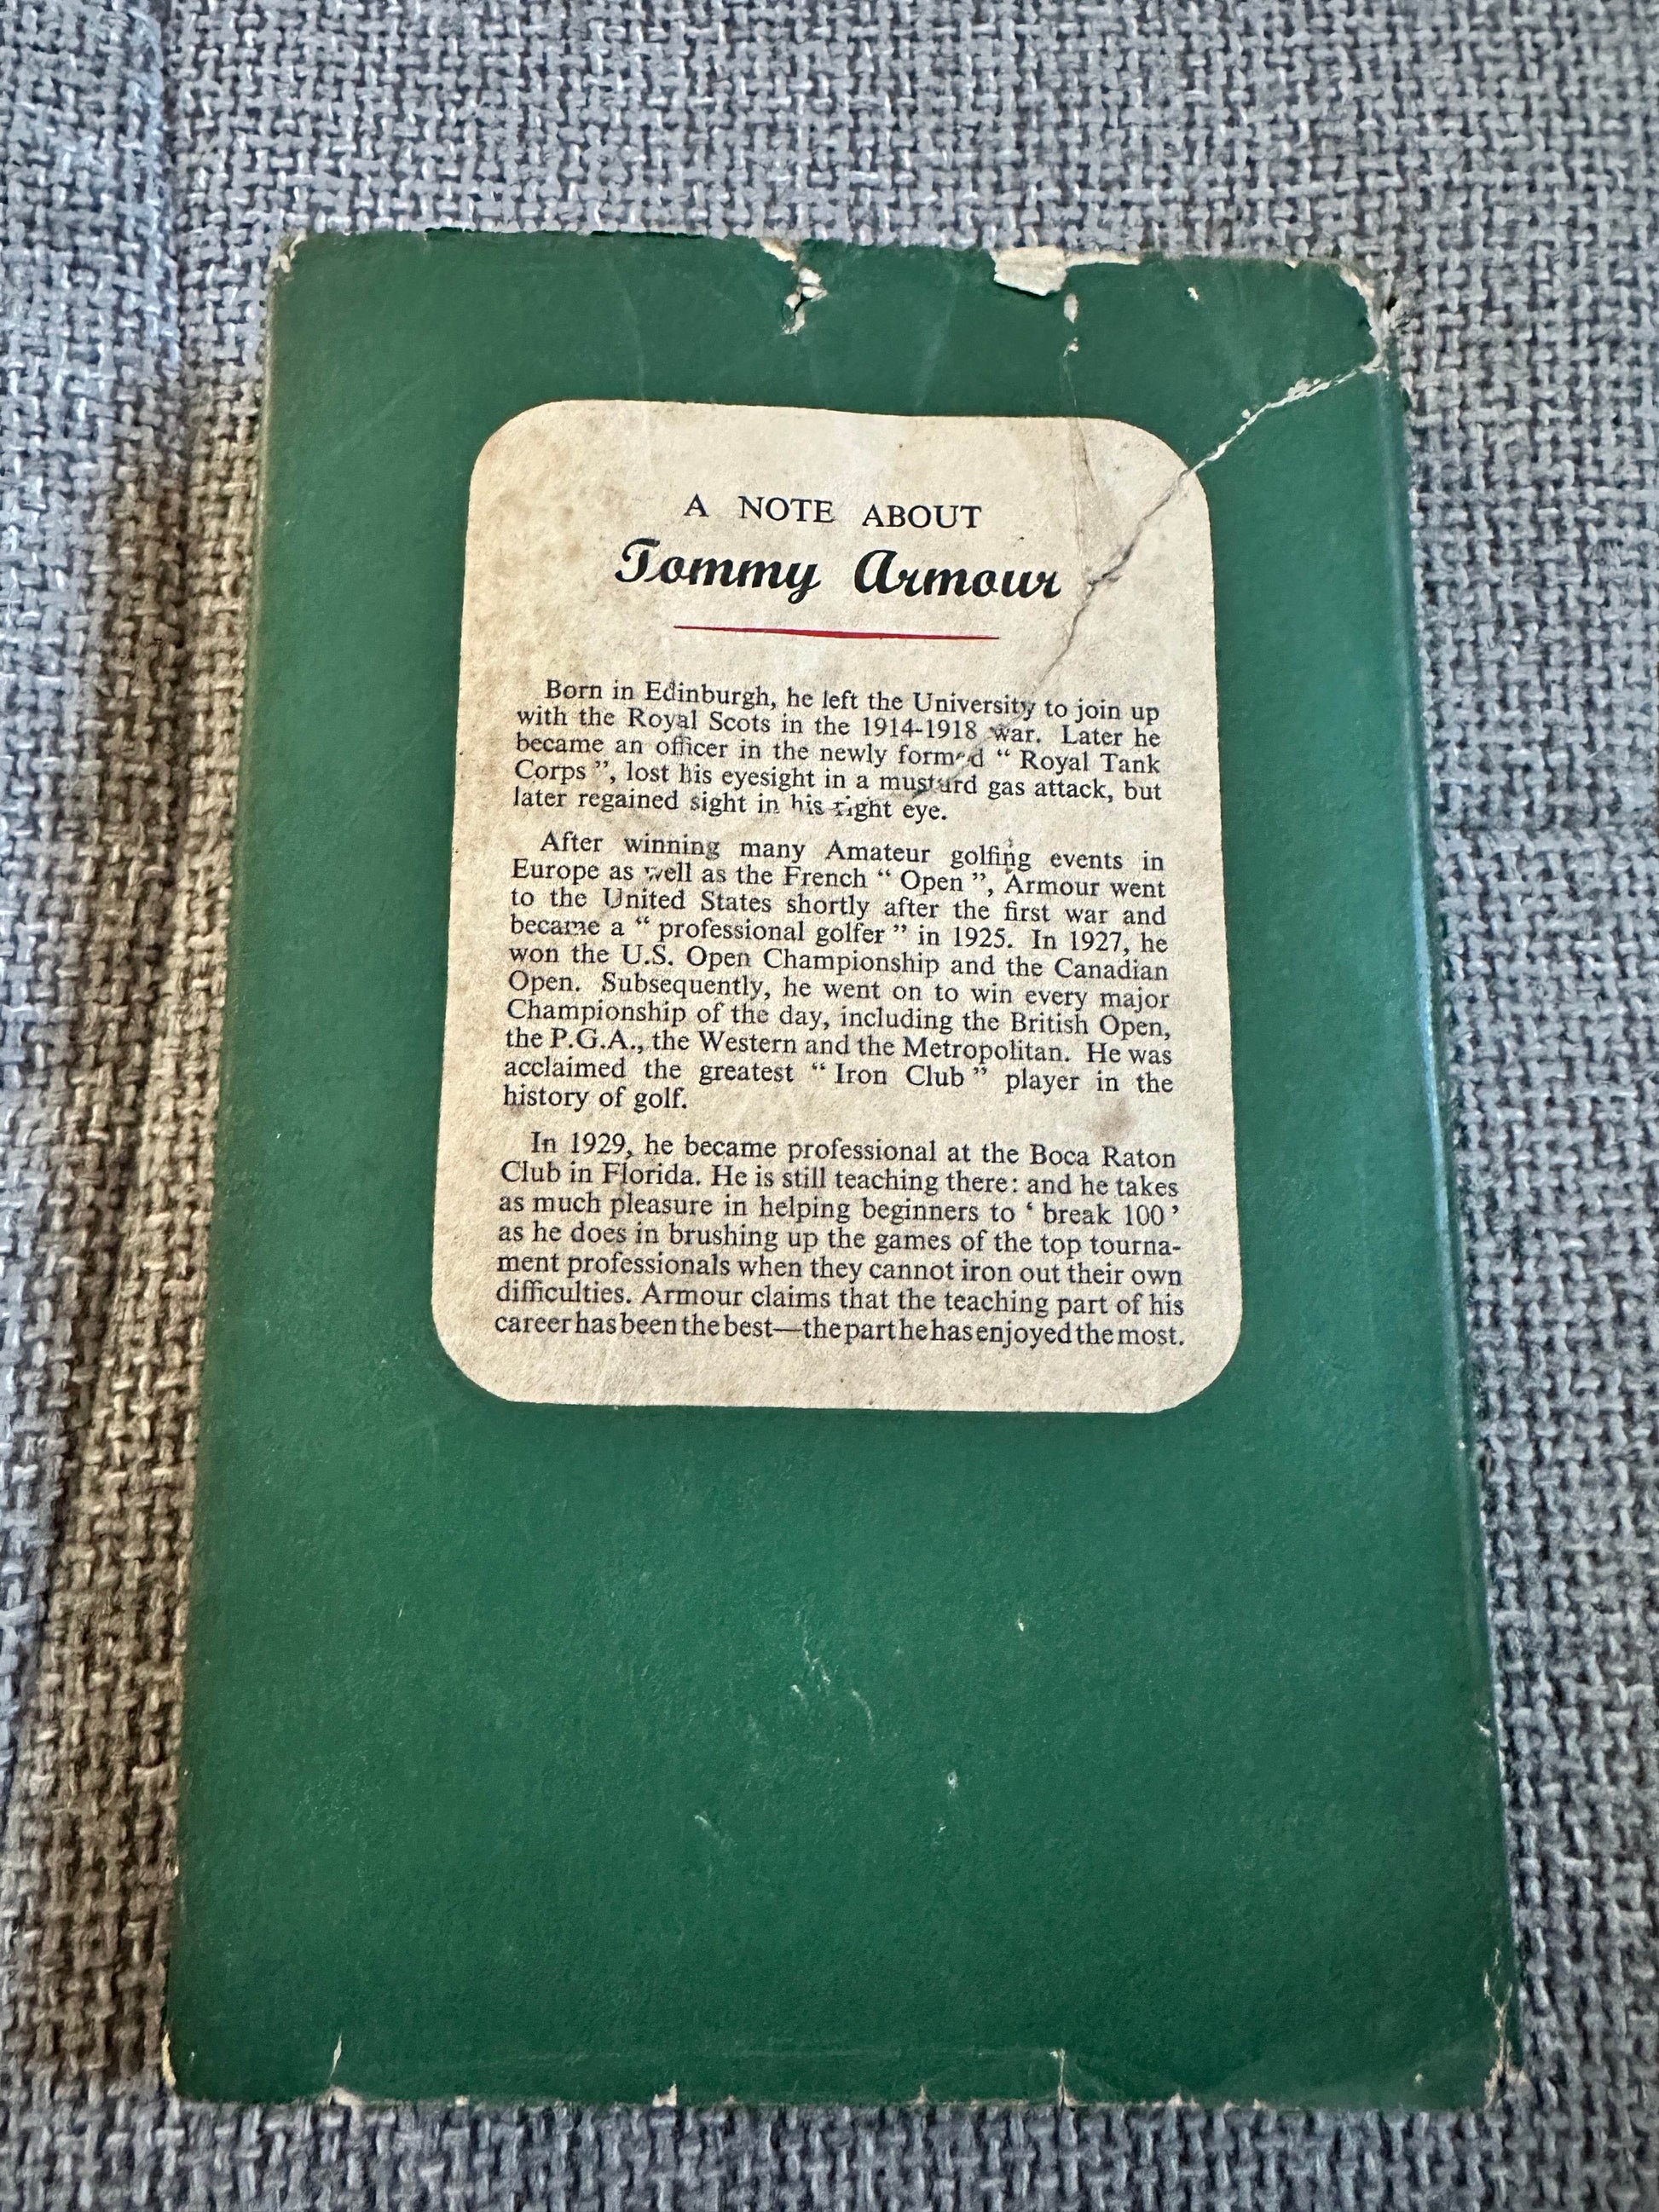 A NOTE ABOUT
Tommy Armour
Born in Edinburgh, he left the University to join up
with the Royal Scots in the 1914-1918 war. Later he
became an officer in the newly formed “ Royal Tank
Corps ”, lost his eyesight in a mustard gas attack, but
later regained sight in his right eye.
After winning many Amateur golfing events in
Europe as well as the French “ Open ”, Armour went
to the United States shortly after the first war and
became a “ professional golfer ” in 1925. In 1927, he
won the U.S. Open Championship and the Canadian
Open. Subsequently, he went on to win every major
Championship of the day, including the British Open,
the P.G.A., the Western and the Metropolitan. He was
acclaimed the greatest “ Iron Club ” player in the
history of golf.
In 1929, he became professional at the Boca Raton
Club in Florida. He is still teaching there: and he takes
as much pleasure in helping beginners to ‘ break 100 ’
as he does in brushing up the games of the top tourna-
ment professionals when they cannot iron out their own
difficulties. Armour claims that the teaching part of his
career has been the best—the part he has enjoyed the most.